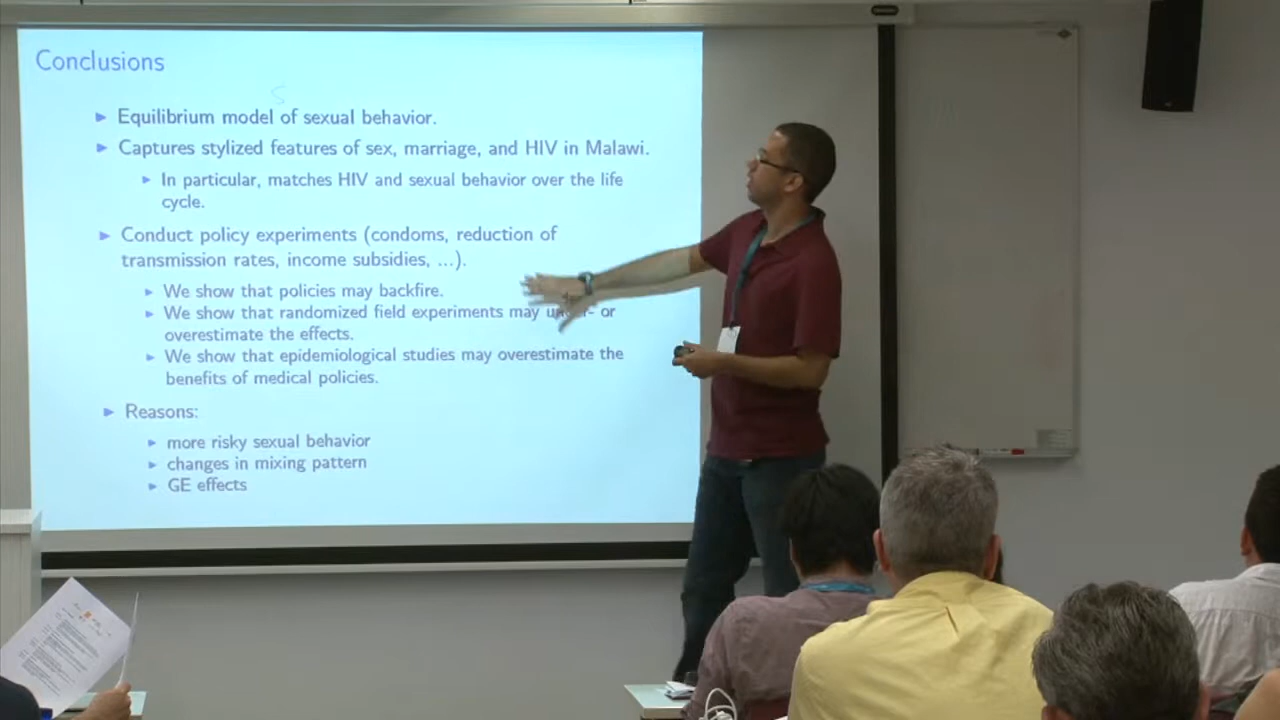 Conclusions
Equilibrium model of sexual behavior.
Captures stylized features of sex, marriage, and HIV in Malawi.
In particular, matches HIV and sexual behavior over the life
cycle.
Conduct policy experiments (condoms, reduction of
transmission rates, income subsidies, ...).
We show that policies may backfire.
We show that randomized field experiments may under- or
overestimate the effects.
We show that epidemiological studies may overestimate the
benefits of medical policies.
Reasons:
more risky sexual behavior
changes in mixing pattern
GE effects